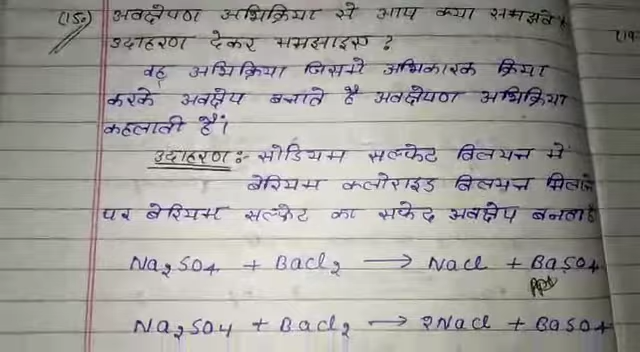 (15.) अवक्षेपण अभिक्रिया से आप क्या समझते
उदाहरण देकर समझाइए ?
वह अभिक्रिया जिसमे अभिकारक क्रिया
करके अवक्षेप बनाते है अवक्षेपण अभिक्रिया
कहलाती है।
उदाहरण :- सोडियम सल्फेट विलयन मे
बेरियम क्लोराइड विलयन मिलाने
पर बेरियम सल्फेट का सफेद अवक्षेप बनता है
Na₂SO₄ + BaCl₂ → NaCl + BaSO₄
ppt
Na₂SO₄ + BaCl₂ → 2NaCl + BaSO₄